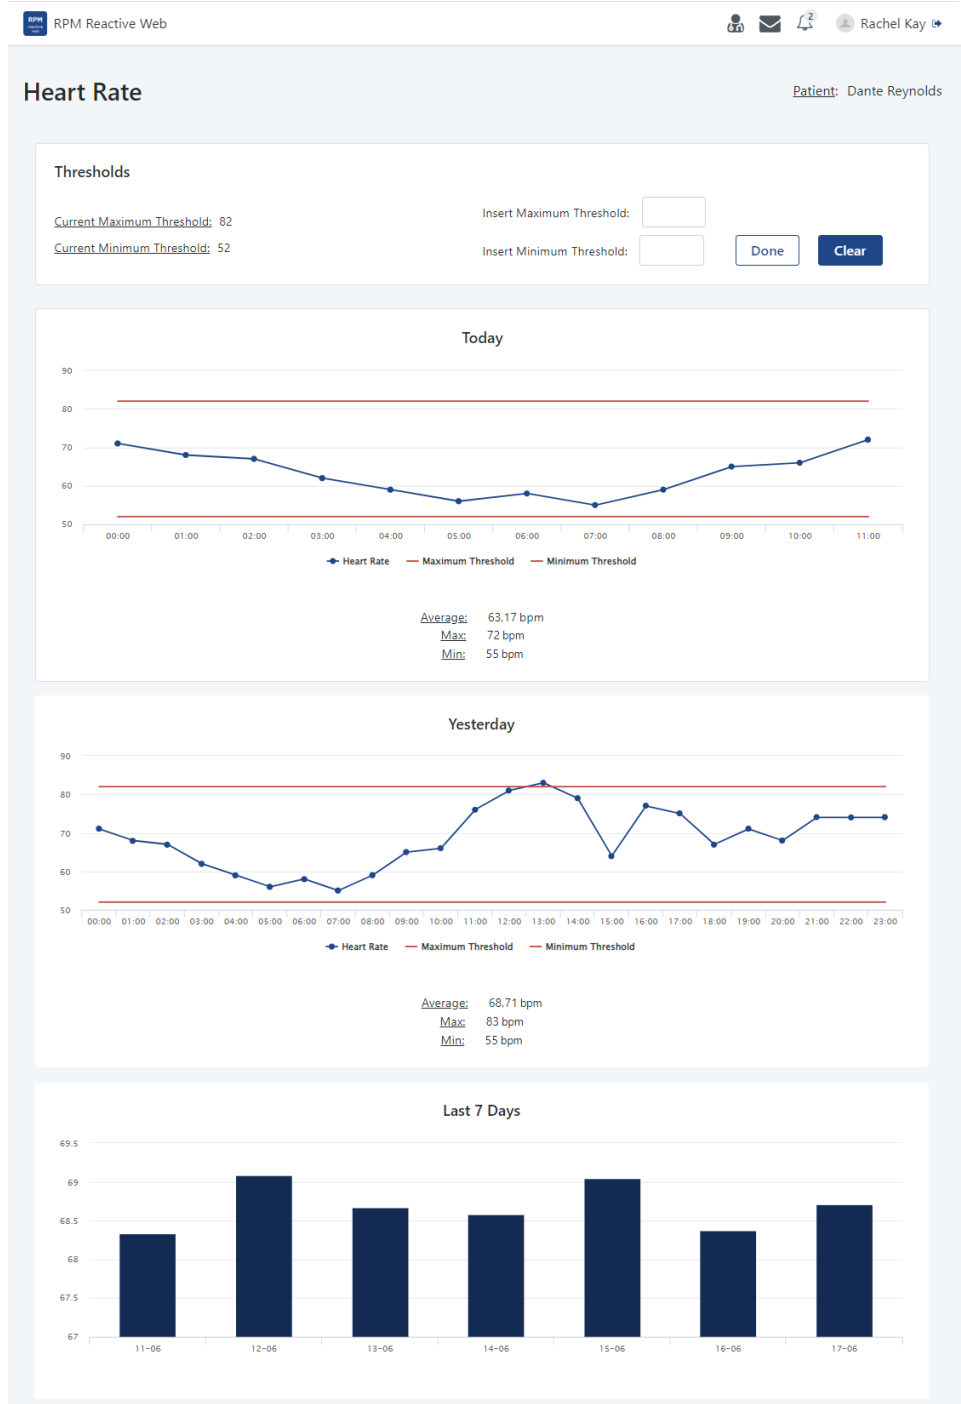 RPM
reactive
web
RPM Reactive Web
2
Rachel Kay
Heart Rate
Patient: Dante Reynolds
Thresholds
Current Maximum Threshold: 82
Insert Maximum Threshold:
Current Minimum Threshold: 52
Insert Minimum Threshold:
Done
Clear
Today
90
80
70
60
50
00:00 01:00 02:00 03:00 04:00 05:00 06:00 07:00 08:00 09:00 10:00 11:00
Heart Rate Maximum Threshold Minimum Threshold
Average: 63,17 bpm
Max: 72 bpm
Min: 55 bpm
Yesterday
90
80
70
60
50
00:00 01:00 02:00 03:00 04:00 05:00 06:00 07:00 08:00 09:00 10:00 11:00 12:00 13:00 14:00 15:00 16:00 17:00 18:00 19:00 20:00 21:00 22:00 23:00
Heart Rate Maximum Threshold Minimum Threshold
Average: 68,71 bpm
Max: 83 bpm
Min: 55 bpm
Last 7 Days
69.5
69
68.5
68
67.5
67
11-06 12-06 13-06 14-06 15-06 16-06 17-06